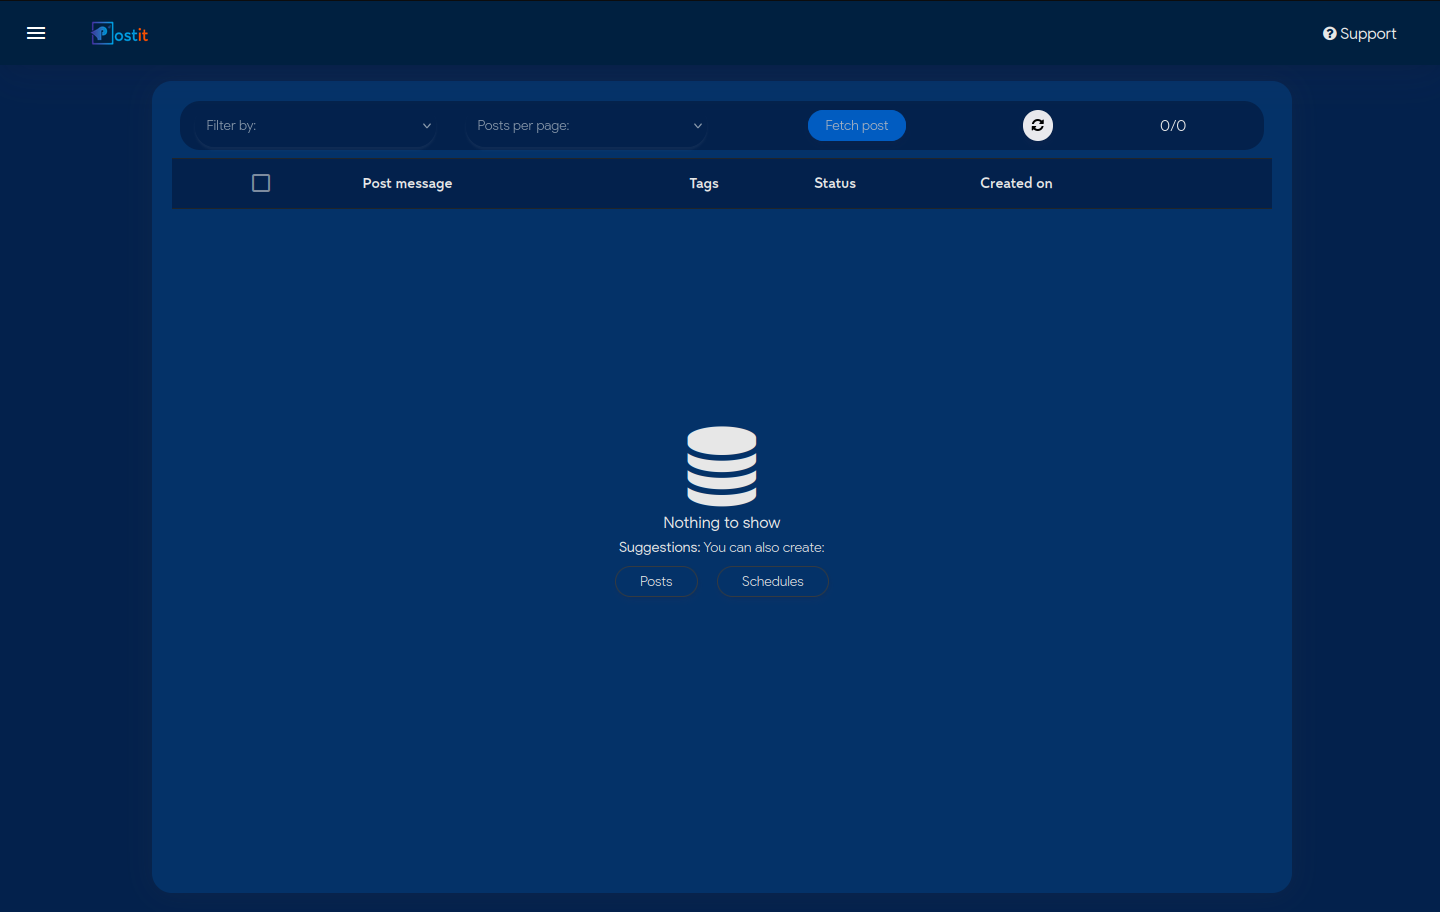 Postit
Support
Filter by:
Posts per page:
Fetch post
0/0
Post message
Tags
Status
Created on
Nothing to show
Suggestions: You can also create:
Posts
Schedules